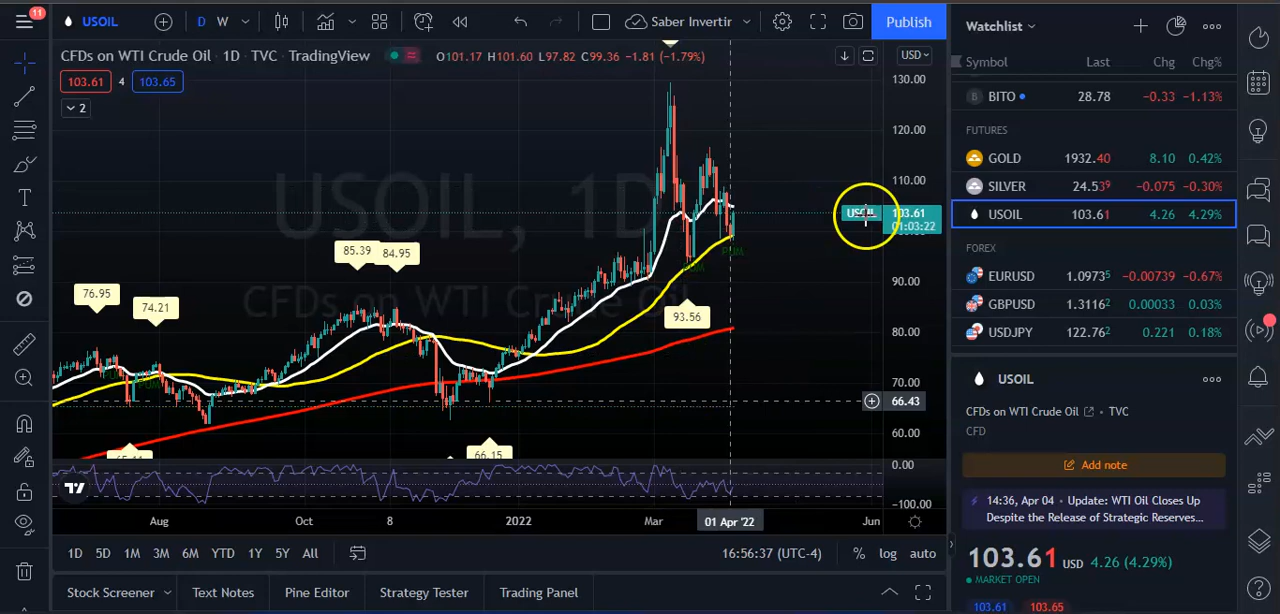 11
USOIL
D
W
Saber Invertir
Publish
CFDs on WTI Crude Oil · 1D · TVC · TradingView
O101.17 H101.60 L97.82 C99.36 −1.81 (−1.79%)
USD
103.61
4
103.65
2
USOIL, 1D
CFDs on WTI Crude Oil
130.00
120.00
110.00
100.00
90.00
80.00
70.00
60.00
USOIL
103.61
01:03:22
66.43
76.95
74.21
85.39
84.95
93.56
66.15
0.00
−100.00
Aug
Oct
8
2022
Mar
01 Apr '22
Jun
1D
5D
1M
3M
6M
YTD
1Y
5Y
All
16:56:37 (UTC-4)
%
log
auto
Stock Screener
Text Notes
Pine Editor
Strategy Tester
Trading Panel
Watchlist
Symbol Last Chg Chg%
BITO 28.78 −0.33 −1.13%
FUTURES
GOLD 1932.40 8.10 0.42%
SILVER 24.539 −0.075 −0.30%
USOIL 103.61 4.26 4.29%
FOREX
EURUSD 1.09735 −0.00739 −0.67%
GBPUSD 1.31162 0.00033 0.03%
USDJPY 122.762 0.221 0.18%
USOIL
CFDs on WTI Crude Oil · TVC
CFD
Add note
14:36, Apr 04 · Update: WTI Oil Closes Up
Despite the Release of Strategic Reserves...
103.61 USD 4.26 (4.29%)
MARKET OPEN
103.61
103.65